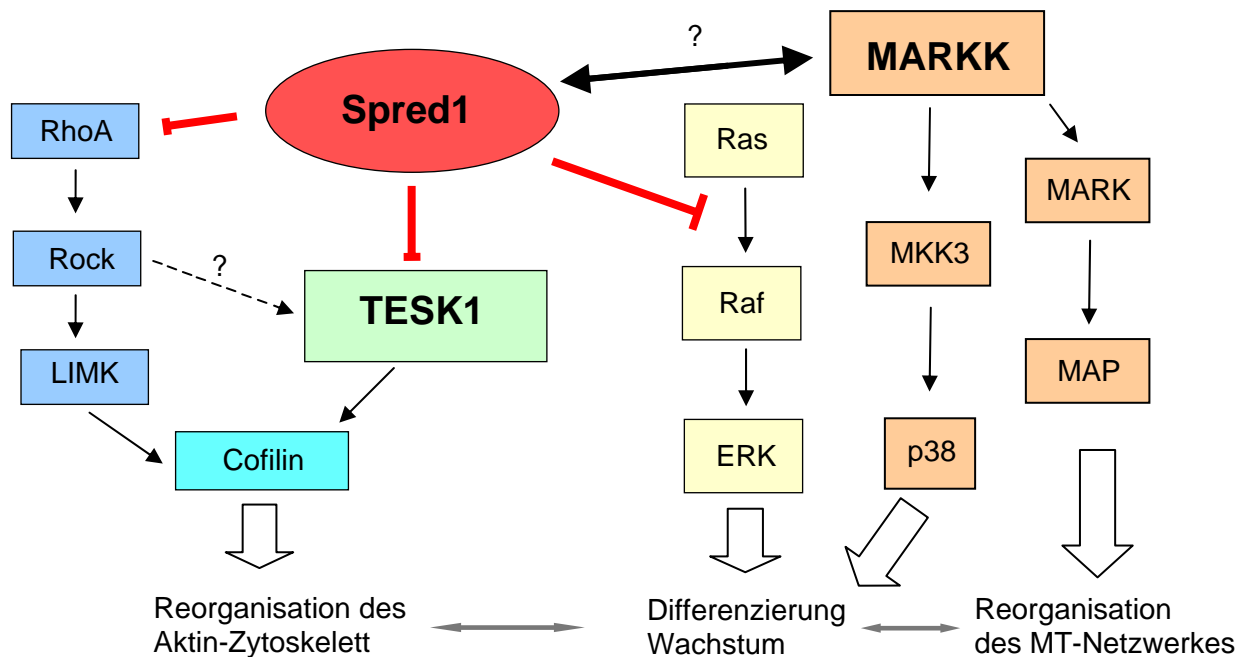 ?
MARKK
Spred1
RhoA
Ras
MARK
Rock
?
MKK3
TESK1
Raf
LIMK
MAP
Cofilin
ERK
p38
Reorganisation des
Aktin-Zytoskelett
Differenzierung
Wachstum
Reorganisation
des MT-Netzwerkes